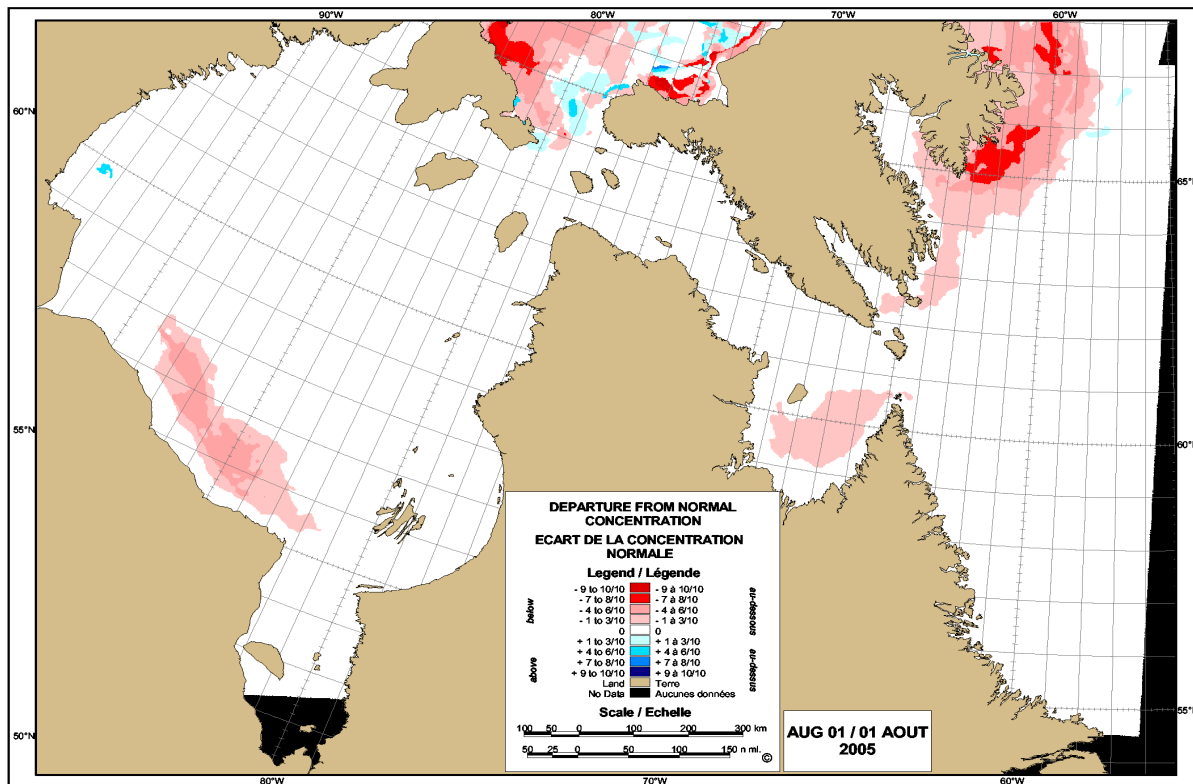 90°W
80°W
70°W
60°W
60°N
65°N
55°N
60°N
50°N
55°N
80°W
70°W
60°W
DEPARTURE FROM NORMAL
CONCENTRATION
ECART DE LA CONCENTRATION
NORMALE
Legend / Légende
- 9 to 10/10 - 9 à 10/10
- 7 to 8/10 - 7 à 8/10
- 4 to 6/10 - 4 à 6/10
- 1 to 3/10 - 1 à 3/10
0 0
+ 1 to 3/10 + 1 à 3/10
+ 4 to 6/10 + 4 à 6/10
+ 7 to 8/10 + 7 à 8/10
+ 9 to 10/10 + 9 à 10/10
Land Terre
No Data Aucunes données
below
above
au-dessous
au-dessus
Scale / Echelle
100 50 0 100 200 300 km
50 25 0 50 100 150 n mi.
©
AUG 01 / 01 AOUT
2005